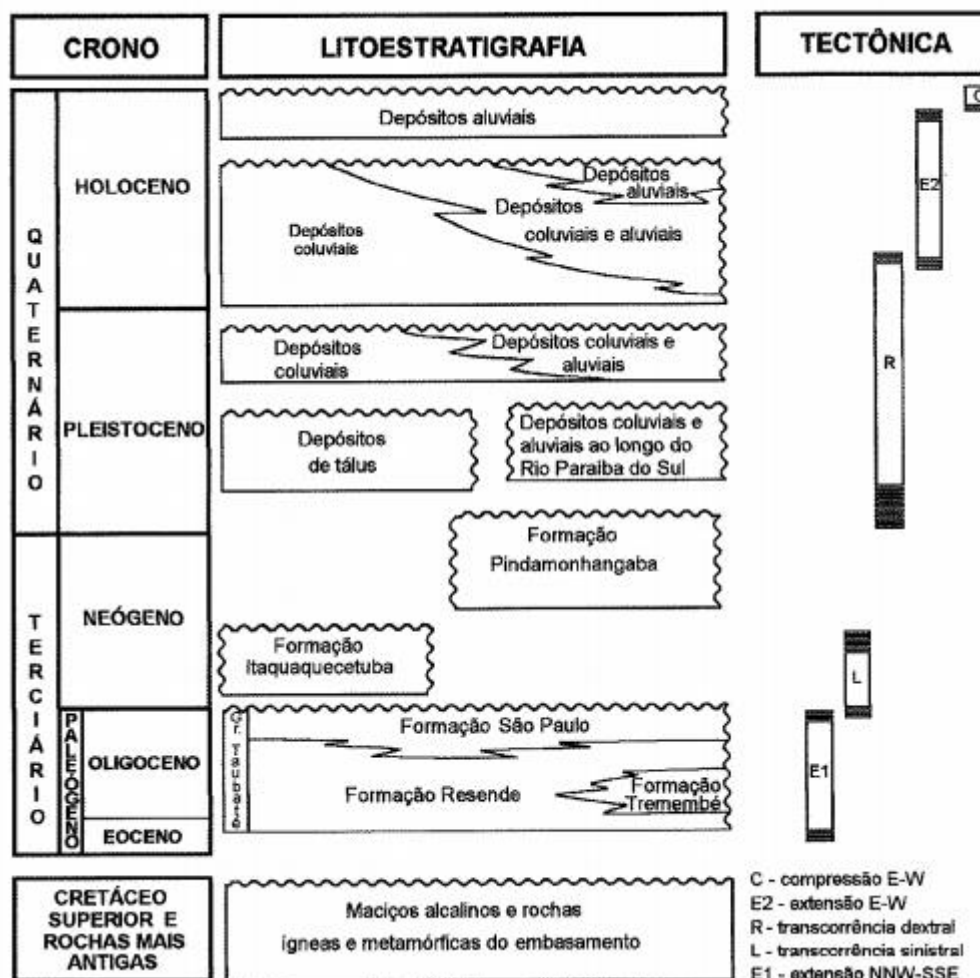 CRONO
LITOESTRATIGRAFIA
TECTÔNICA
QUATERNÁRIO
HOLOCENO
PLEISTOCENO
TERCIÁRIO
NEÓGENO
PALEÓGENO
OLIGOCENO
EOCENO
CRETÁCEO
SUPERIOR E
ROCHAS MAIS
ANTIGAS
Depósitos aluviais
Depósitos
coluviais
Depósitos
coluviais e aluviais
Depósitos
aluviais
Depósitos
coluviais
Depósitos coluviais e
aluviais
Depósitos
de tálus
Depósitos coluviais e
aluviais ao longo do
Rio Paraiba do Sul
Formação
Pindamonhangaba
Formação
Itaquaquecetuba
Gr. Taubaté
Formação São Paulo
Formação Resende
Formação
Tremembé
Maciços alcalinos e rochas
ígneas e metamórficas do embasamento
C
E2
R
L
E1
C - compressão E-W
E2 - extensão E-W
R - transcorrência dextral
L - transcorrência sinistral
E1 - extensão NNW-SSE